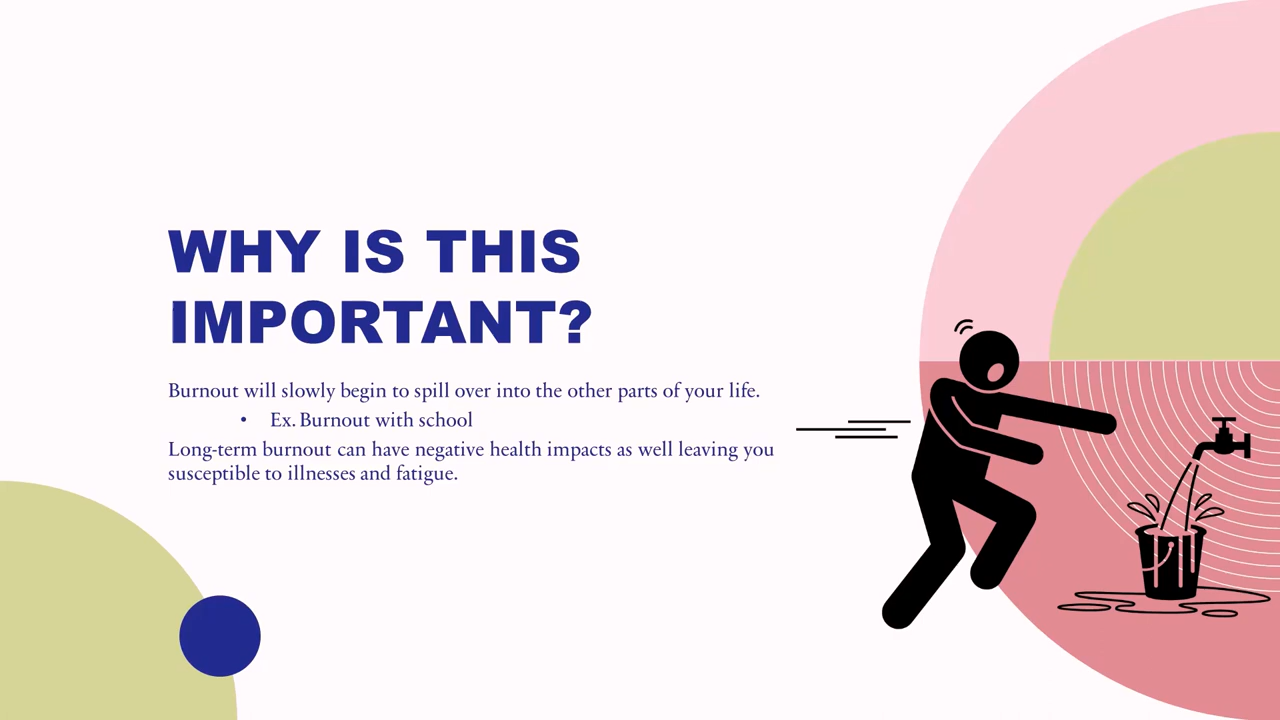 WHY IS THIS
IMPORTANT?
Burnout will slowly begin to spill over into the other parts of your life.
• Ex. Burnout with school
Long-term burnout can have negative health impacts as well leaving you
susceptible to illnesses and fatigue.